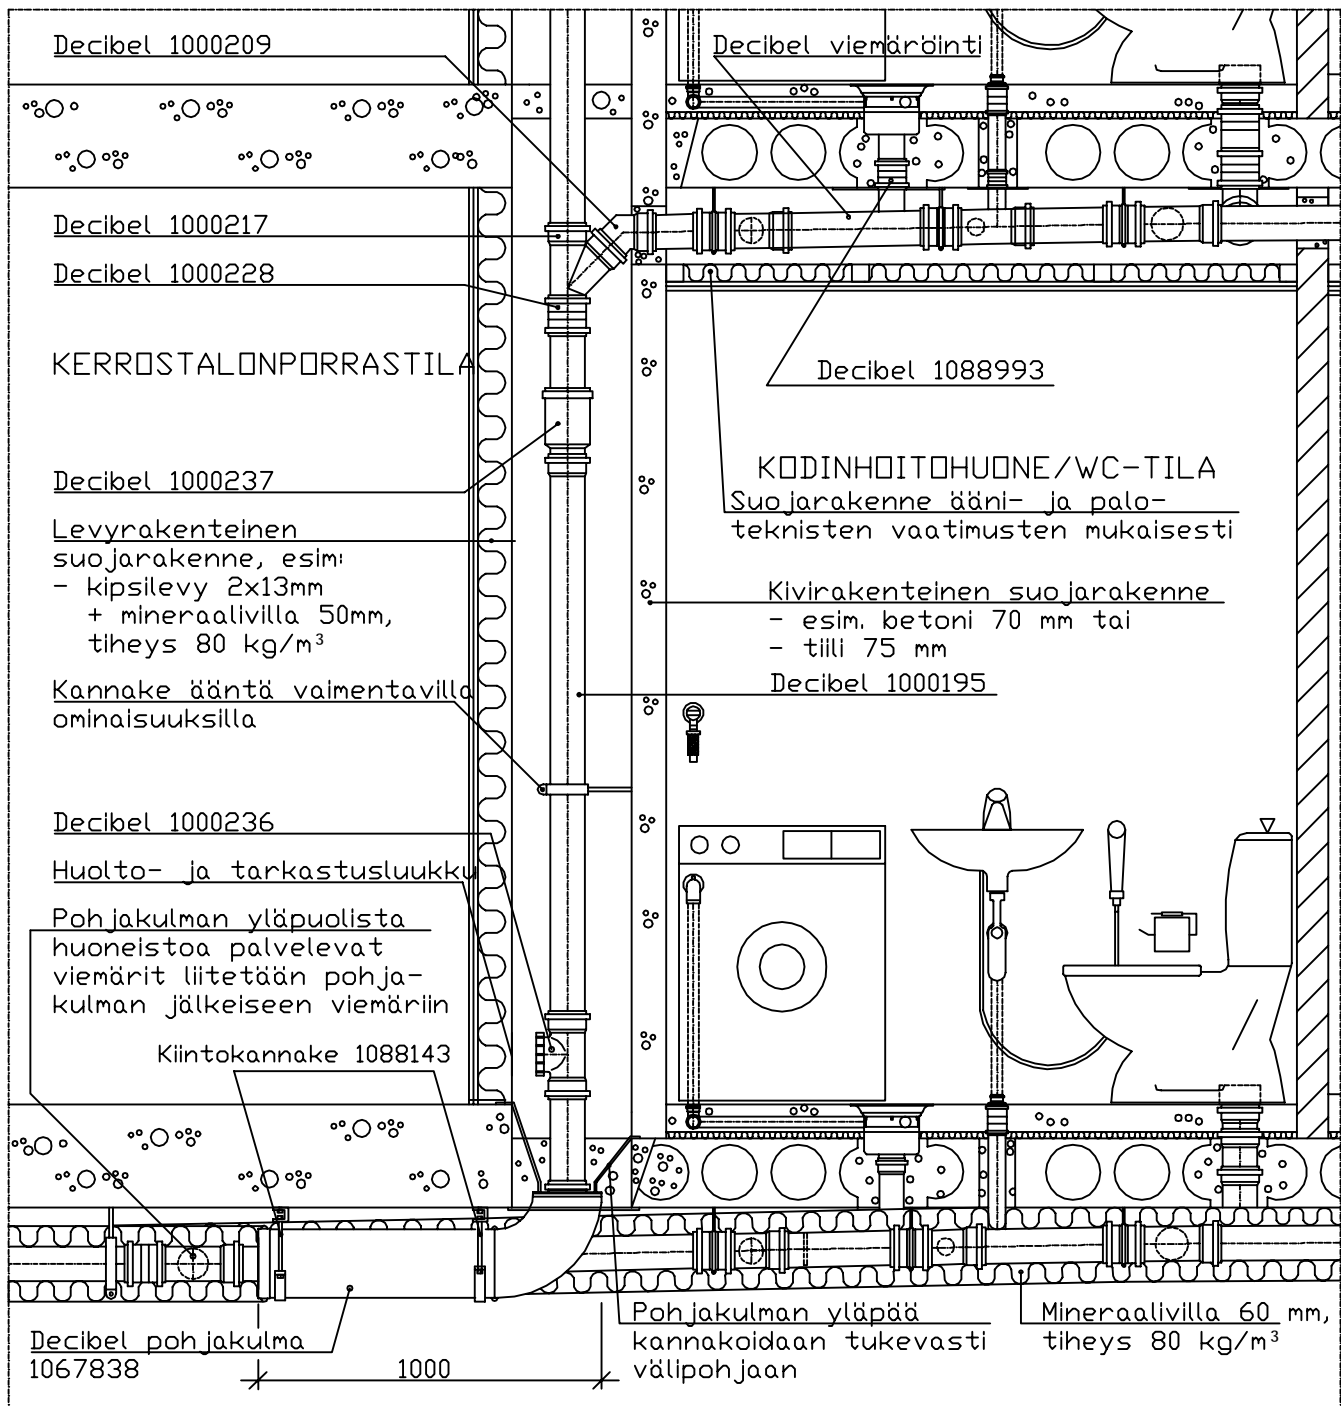 Decibel 1000209
Decibel viemäröinti
Decibel 1000217
Decibel 1000228
KERROSTALONPORRASTILA
Decibel 1088993
Decibel 1000237
KODINHOITOHUONE/WC-TILA
Suojarakenne ääni- ja palo-
teknisten vaatimusten mukaisesti
Levyrakenteinen
suojarakenne, esim:
- kipsilevy 2x13mm
+ mineraalivilla 50mm,
tiheys 80 kg/m³
Kivirakenteinen suojarakenne
- esim. betoni 70 mm tai
- tiili 75 mm
Decibel 1000195
Kannake ääntä vaimentavilla
ominaisuuksilla
Decibel 1000236
Huolto- ja tarkastusluukku
Pohjakulman yläpuolista
huoneistoa palvelevat
viemärit liitetään pohja-
kulman jälkeiseen viemäriin
Kiintokannake 1088143
Decibel pohjakulma
1067838
1000
Pohjakulman yläpää
kannakoidaan tukevasti
välipohjaan
Mineraalivilla 60 mm,
tiheys 80 kg/m³